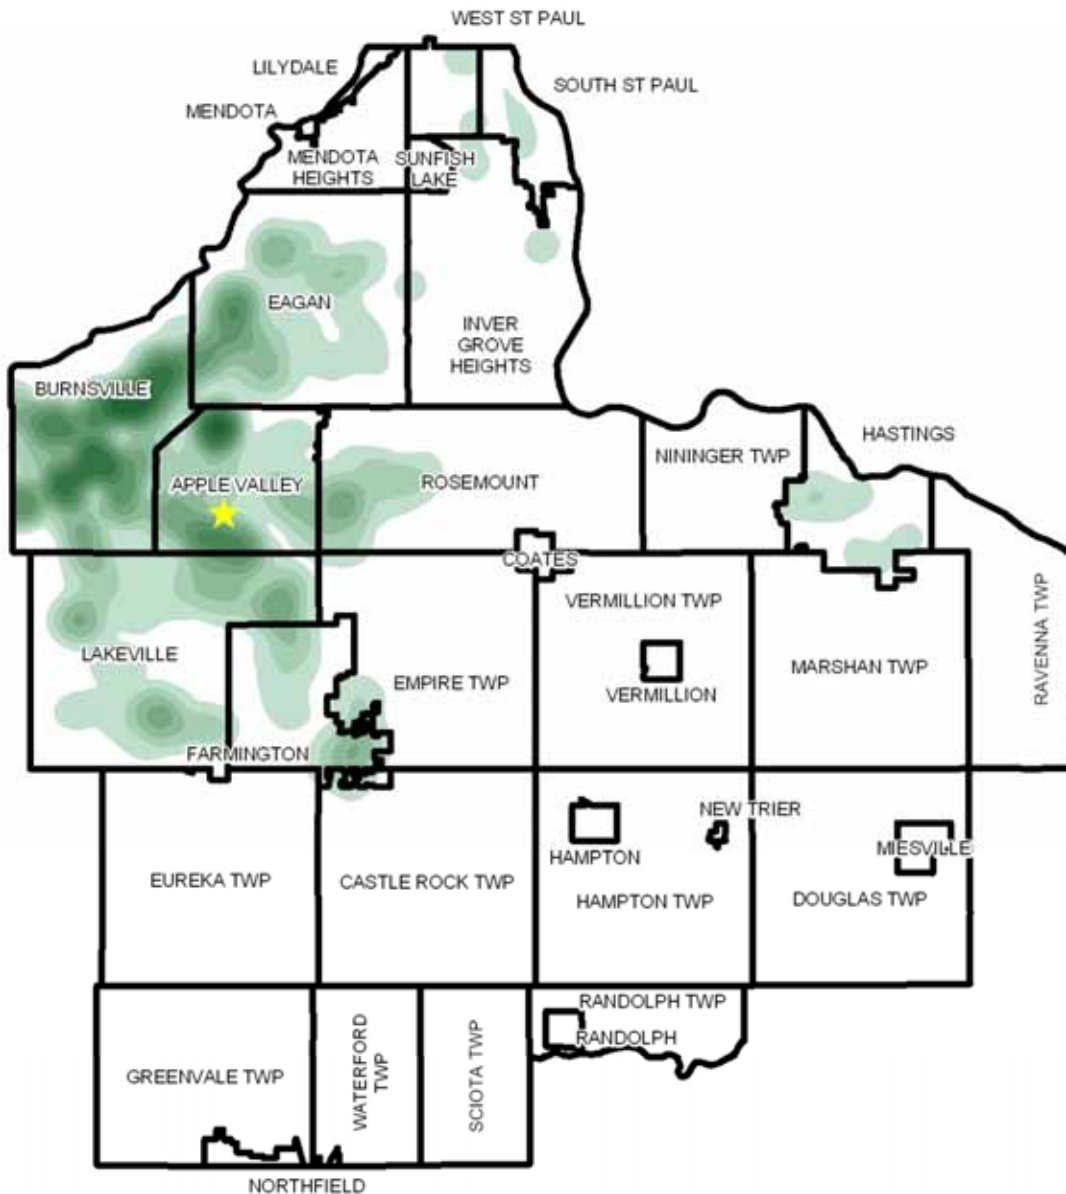 WEST ST PAUL
LILYDALE
SOUTH ST PAUL
MENDOTA
MENDOTA
HEIGHTS
SUNFISH
LAKE
EAGAN
INVER
GROVE
HEIGHTS
BURNSVILLE
HASTINGS
NININGER TWP
APPLE VALLEY
ROSEMOUNT
COATES
VERMILLION TWP
RAVENNA TWP
LAKEVILLE
MARSHAN TWP
EMPIRE TWP
VERMILLION
FARMINGTON
NEW TRIER
MIESVILLE
HAMPTON
EUREKA TWP
CASTLE ROCK TWP
HAMPTON TWP
DOUGLAS TWP
RANDOLPH TWP
RANDOLPH
GREENVALE TWP
WATERFORD
TWP
SCIOTA TWP
NORTHFIELD